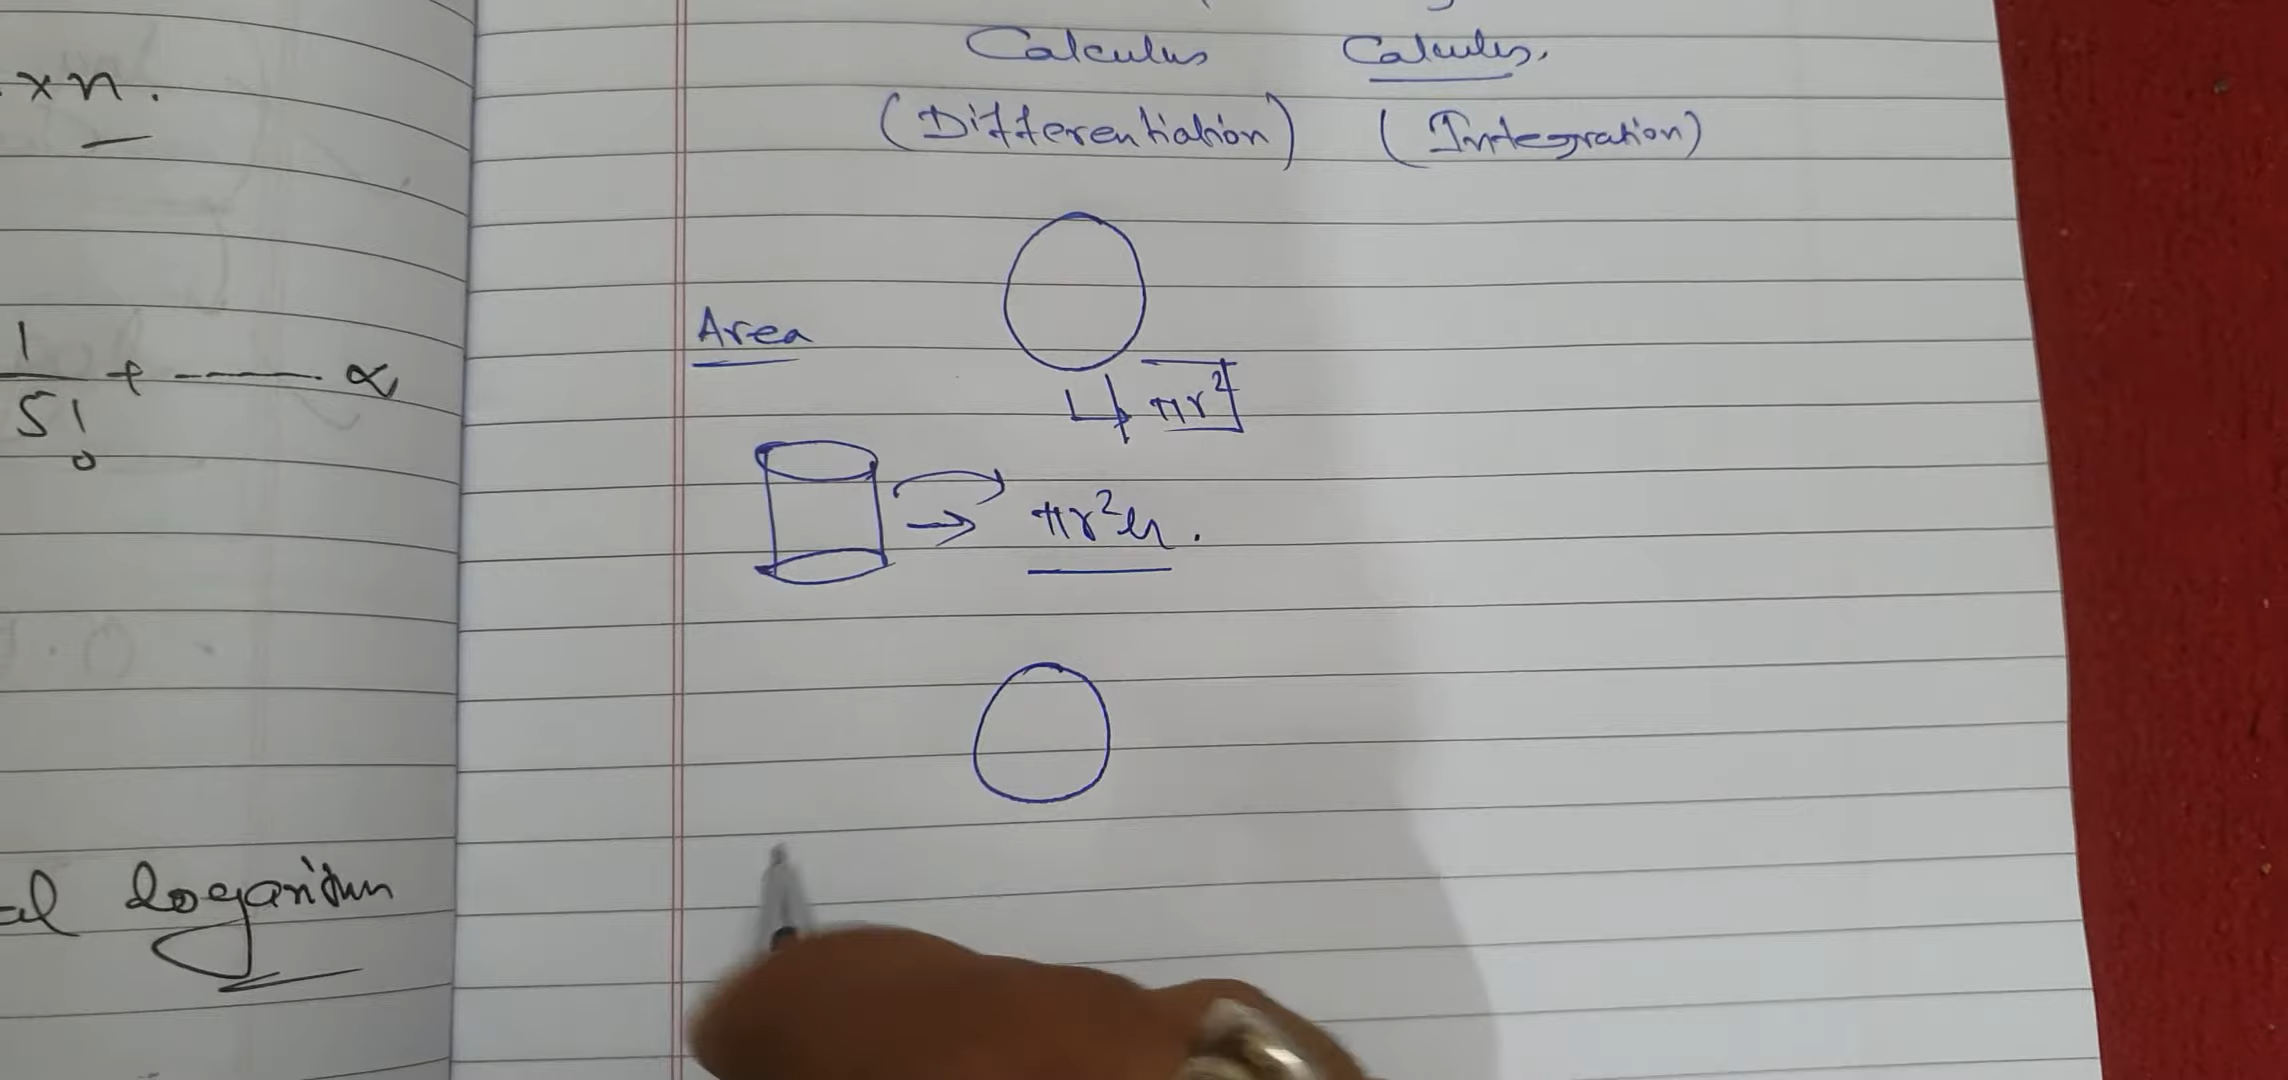 xn.
1/5! + ------ ∝
al logarithm
Calculus Calculus.
(Differentiation) (Integration)
Area
πr²
→ πr²h.